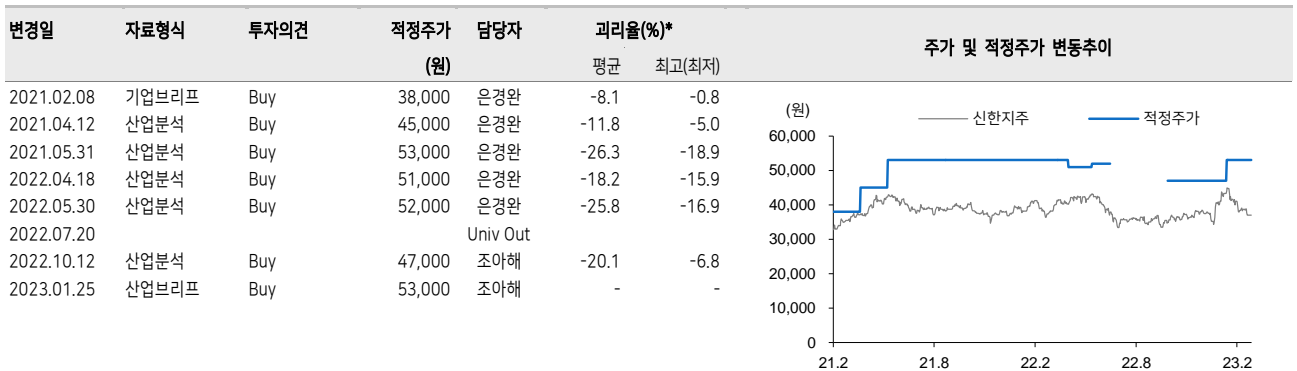 변경일 자료형식 투자의견 적정주가 담당자 괴리율(%)*
(원) 평균 최고(최저)
2021.02.08 기업브리프 Buy 38,000 은경완 -8.1 -0.8
2021.04.12 산업분석 Buy 45,000 은경완 -11.8 -5.0
2021.05.31 산업분석 Buy 53,000 은경완 -26.3 -18.9
2022.04.18 산업분석 Buy 51,000 은경완 -18.2 -15.9
2022.05.30 산업분석 Buy 52,000 은경완 -25.8 -16.9
2022.07.20 Univ Out
2022.10.12 산업분석 Buy 47,000 조아해 -20.1 -6.8
2023.01.25 산업브리프 Buy 53,000 조아해 - -
주가 및 적정주가 변동추이
(원) 신한지주 적정주가
60,000
50,000
40,000
30,000
20,000
10,000
0
21.2 21.8 22.2 22.8 23.2